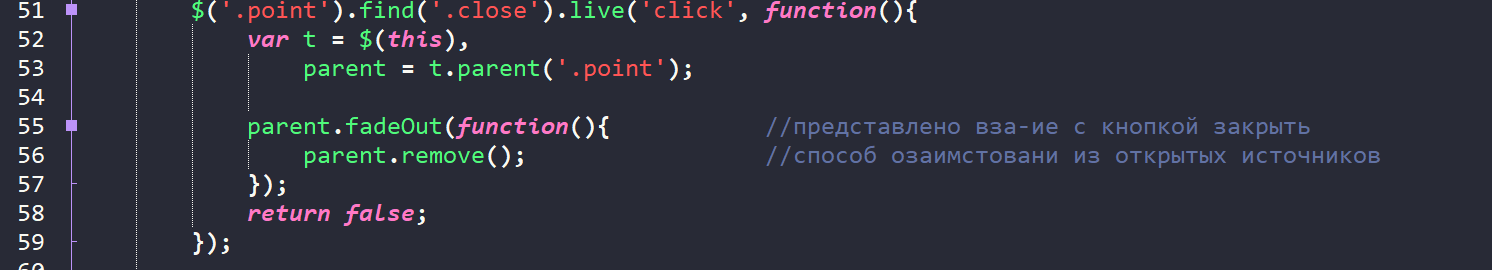 51 $('.point').find('.close').live('click', function(){
52 var t = $(this),
53 parent = t.parent('.point');
54
55 parent.fadeOut(function(){ //представлено вза-ие с кнопкой закрыть
56 parent.remove(); //способ озаимстовани из открытых источников
57 });
58 return false;
59 });
60